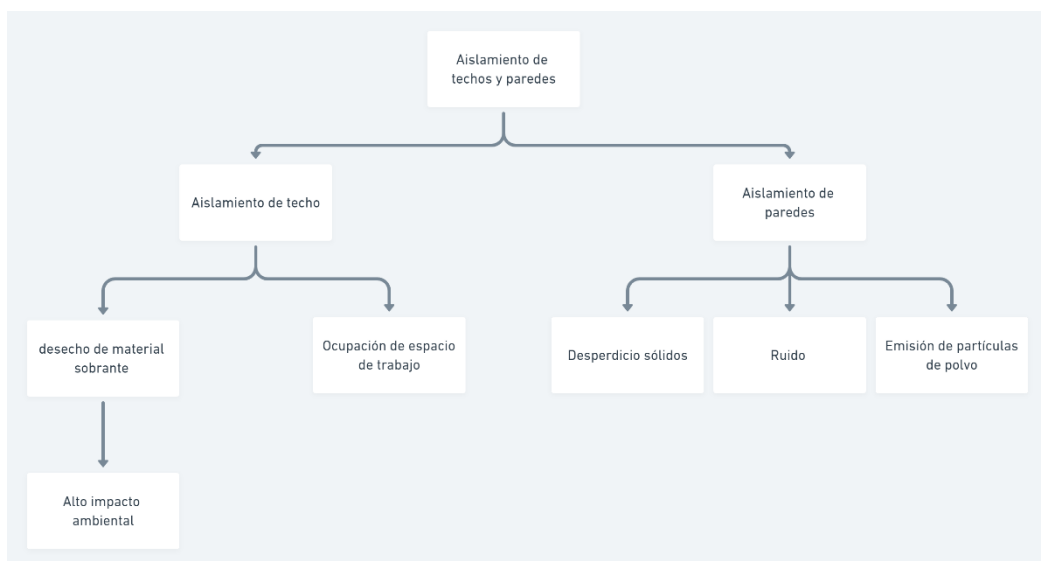 Aislamiento de
techos y paredes
Aislamiento de techo
Aislamiento de
paredes
desecho de material
sobrante
Ocupación de espacio
de trabajo
Desperdicio sólidos
Ruido
Emisión de partículas
de polvo
Alto impacto
ambiental